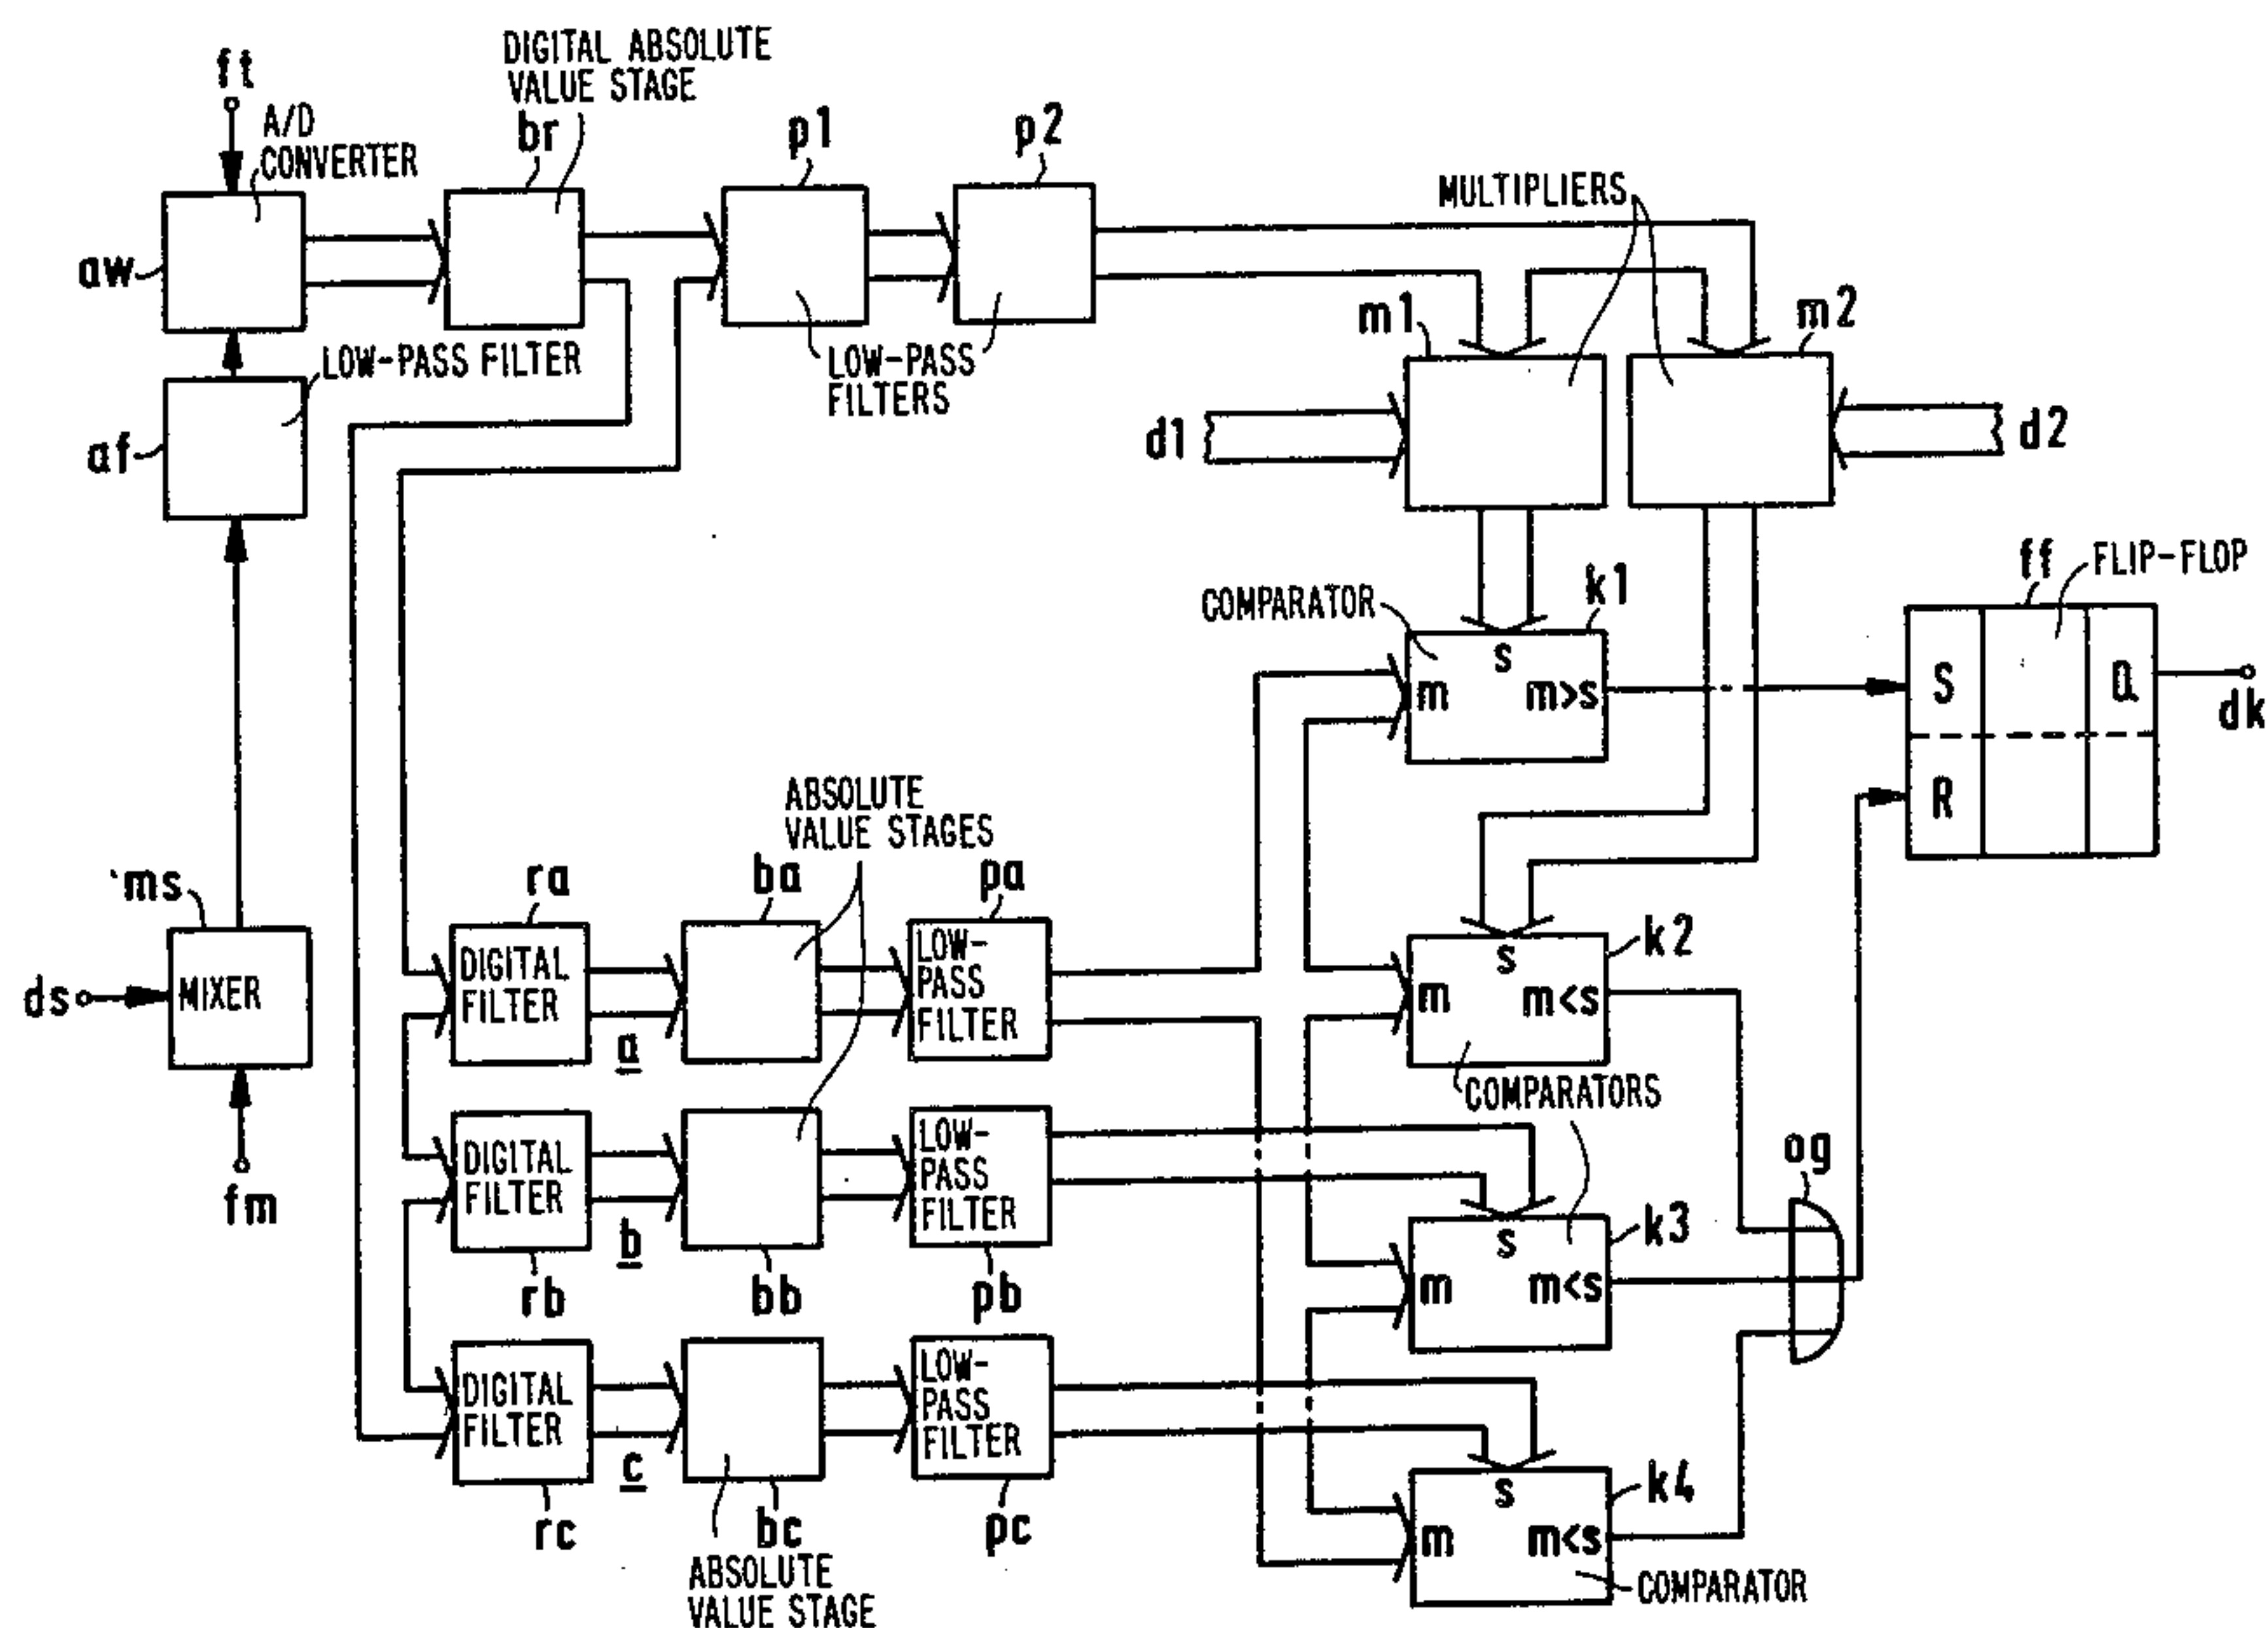 ft
A/D
CONVERTER
DIGITAL ABSOLUTE
VALUE STAGE
br
p1
p2
MULTIPLIERS
aw
LOW-PASS FILTER
af
LOW-PASS
FILTERS
m1
m2
d1
d2
COMPARATOR
k1
S
m
m>s
ff
FLIP-FLOP
S
Q
R
dk
ms
MIXER
ds
fm
ABSOLUTE
VALUE STAGES
ra
ba
pa
DIGITAL
FILTER
a
LOW-
PASS
FILTER
k2
S
m
m<s
COMPARATORS
DIGITAL
FILTER
b
LOW-
PASS
FILTER
rb
bb
pb
k3
S
m
m<s
og
DIGITAL
FILTER
c
LOW-
PASS
FILTER
rc
bc
pc
ABSOLUTE
VALUE STAGE
k4
S
m
m<s
COMPARATOR